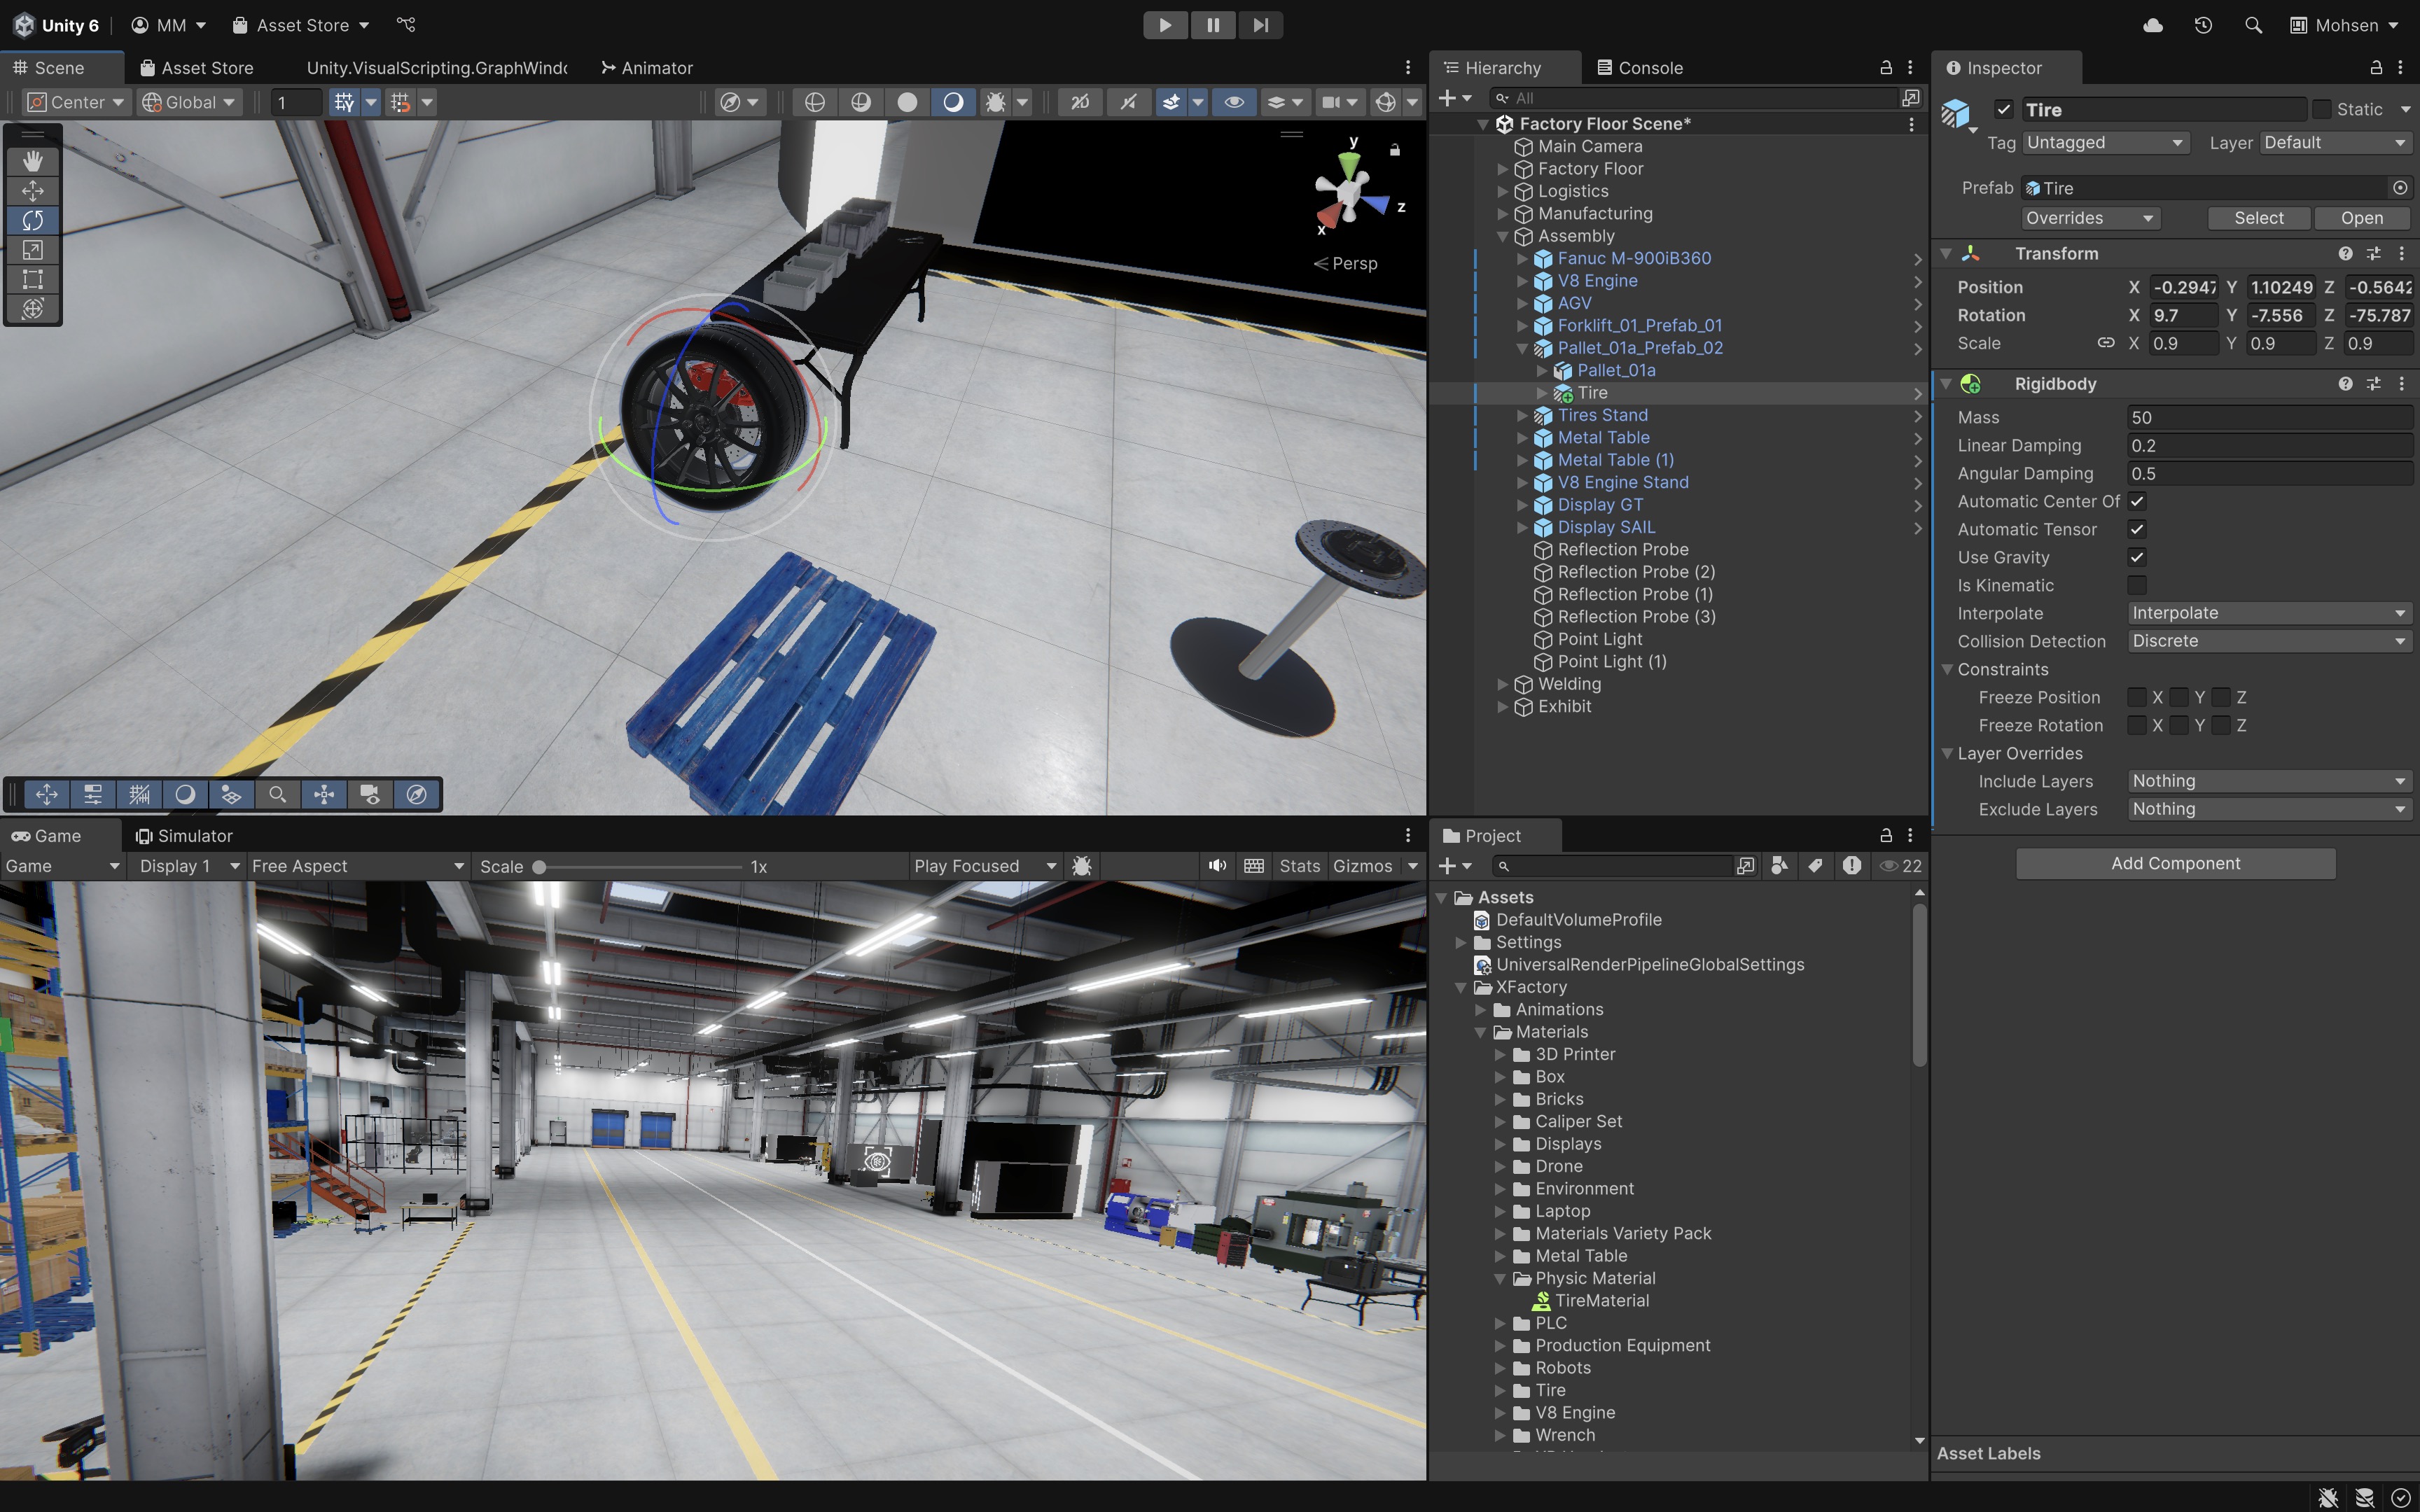 Unity 6
MM
Asset Store
Mohsen
Scene
Asset Store
Unity.VisualScripting.GraphWindo
Animator
Center
Global
1
2D
y
z
x
Persp
Hierarchy
Console
All
Factory Floor Scene*
Main Camera
Factory Floor
Logistics
Manufacturing
Assembly
Fanuc M-900iB360
V8 Engine
AGV
Forklift_01_Prefab_01
Pallet_01a_Prefab_02
Pallet_01a
Tire
Tires Stand
Metal Table
Metal Table (1)
V8 Engine Stand
Display GT
Display SAIL
Reflection Probe
Reflection Probe (2)
Reflection Probe (1)
Reflection Probe (3)
Point Light
Point Light (1)
Welding
Exhibit
Inspector
Tire
Static
Tag Untagged Layer Default
Prefab Tire
Overrides Select Open
Transform
Position X -0.2947 Y 1.10249 Z -0.5642
Rotation X 9.7 Y -7.556 Z -75.787
Scale X 0.9 Y 0.9 Z 0.9
Rigidbody
Mass 50
Linear Damping 0.2
Angular Damping 0.5
Automatic Center Of
Automatic Tensor
Use Gravity
Is Kinematic
Interpolate Interpolate
Collision Detection Discrete
Constraints
Freeze Position X Y Z
Freeze Rotation X Y Z
Layer Overrides
Include Layers Nothing
Exclude Layers Nothing
Add Component
Asset Labels
Game
Simulator
Game Display 1 Free Aspect Scale 1x Play Focused Stats Gizmos
Project
22
Assets
DefaultVolumeProfile
Settings
UniversalRenderPipelineGlobalSettings
XFactory
Animations
Materials
3D Printer
Box
Bricks
Caliper Set
Displays
Drone
Environment
Laptop
Materials Variety Pack
Metal Table
Physic Material
TireMaterial
PLC
Production Equipment
Robots
Tire
V8 Engine
Wrench